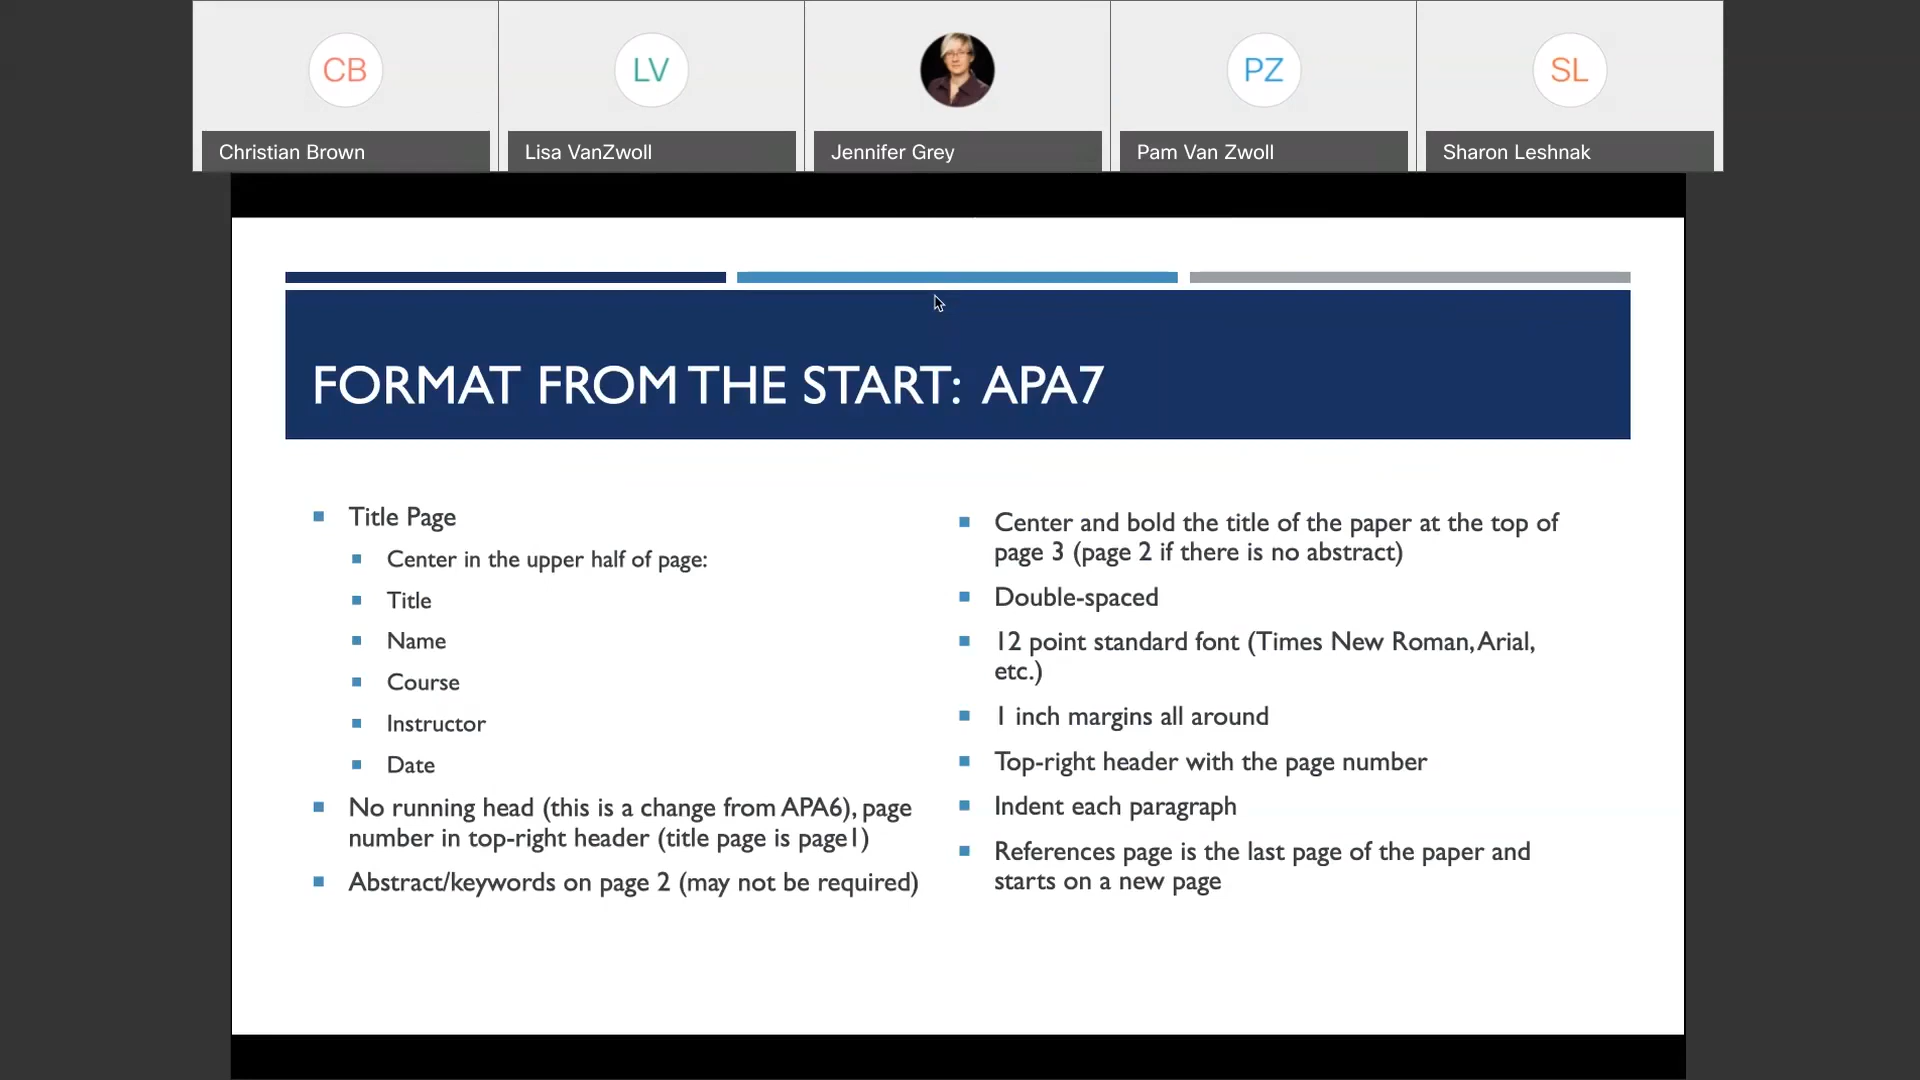 CB
LV
PZ
SL
Christian Brown
Lisa VanZwoll
Jennifer Grey
Pam Van Zwoll
Sharon Leshnak
FORMAT FROM THE START: APA7
Title Page
Center in the upper half of page:
Title
Name
Course
Instructor
Date
No running head (this is a change from APA6), page
number in top-right header (title page is page1)
Abstract/keywords on page 2 (may not be required)
Center and bold the title of the paper at the top of
page 3 (page 2 if there is no abstract)
Double-spaced
12 point standard font (Times New Roman, Arial,
etc.)
1 inch margins all around
Top-right header with the page number
Indent each paragraph
References page is the last page of the paper and
starts on a new page